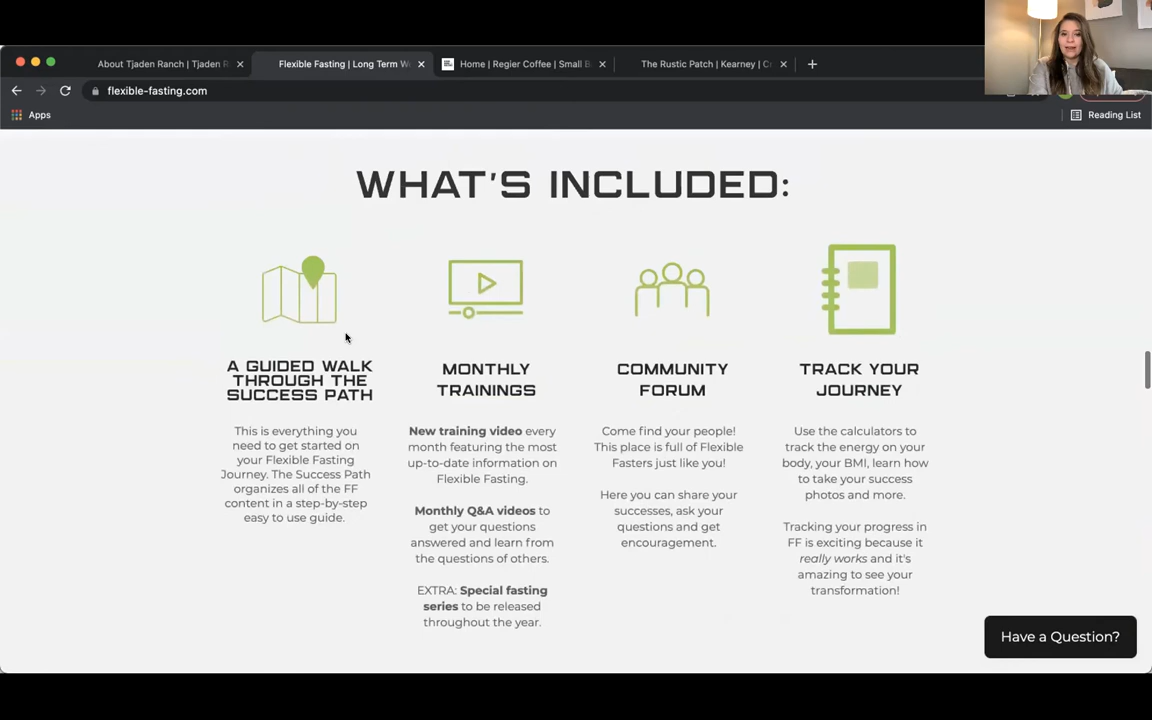 About Tjaden Ranch | Tjaden R
Flexible Fasting | Long Term W
Home | Regier Coffee | Small B
The Rustic Patch | Kearney | C
flexible-fasting.com
Apps
Reading List
WHAT'S INCLUDED:
A GUIDED WALK
THROUGH THE
SUCCESS PATH
This is everything you
need to get started on
your Flexible Fasting
Journey. The Success Path
organizes all of the FF
content in a step-by-step
easy to use guide.
MONTHLY
TRAININGS
New training video every
month featuring the most
up-to-date information on
Flexible Fasting.
Monthly Q&A videos to
get your questions
answered and learn from
the questions of others.
EXTRA: Special fasting
series to be released
throughout the year.
COMMUNITY
FORUM
Come find your people!
This place is full of Flexible
Fasters just like you!
Here you can share your
successes, ask your
questions and get
encouragement.
TRACK YOUR
JOURNEY
Use the calculators to
track the energy on your
body, your BMI, learn how
to take your success
photos and more.
Tracking your progress in
FF is exciting because it
really works and it's
amazing to see your
transformation!
Have a Question?